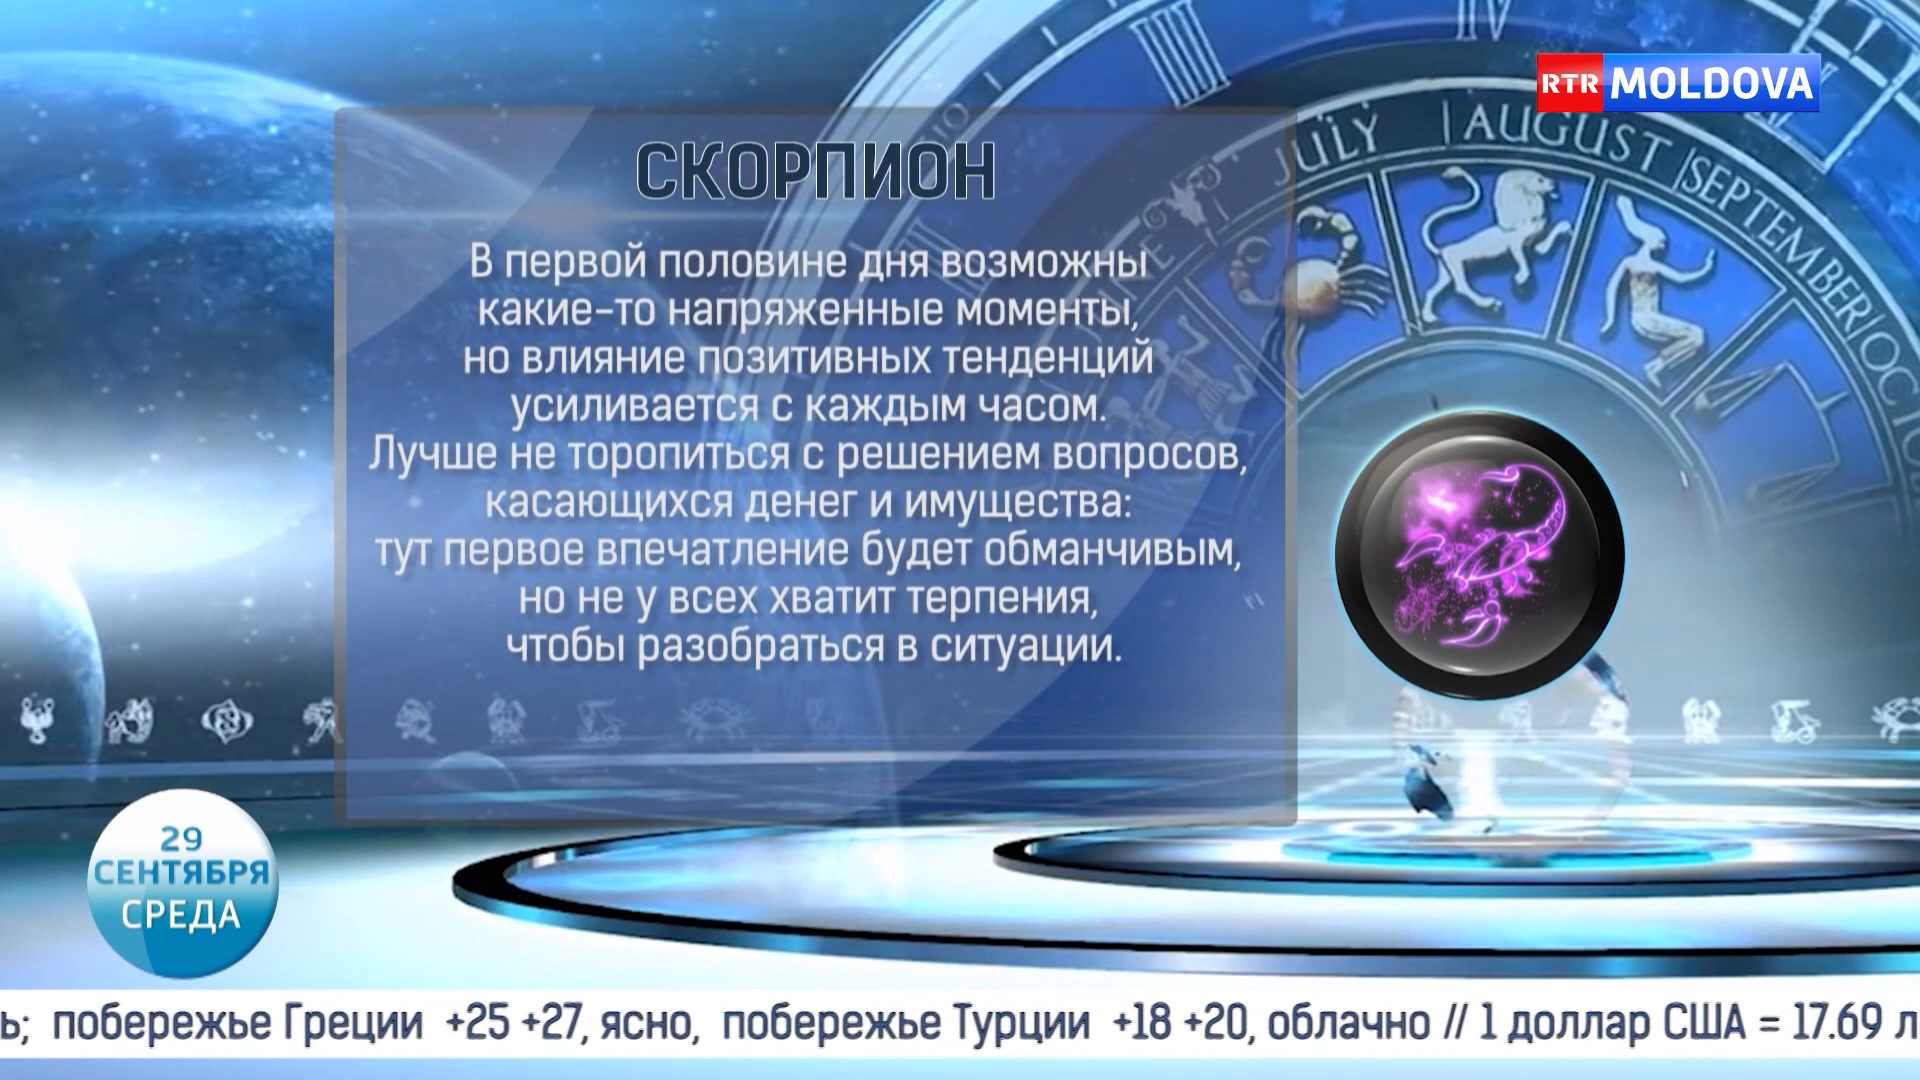 IV
RTR MOLDOVA
JULY
AUGUST
SEPTEMBER
СКОРПИОН
В первой половине дня возможны
какие-то напряженные моменты,
но влияние позитивных тенденций
усиливается с каждым часом.
Лучше не торопиться с решением вопросов,
касающихся денег и имущества:
тут первое впечатление будет обманчивым,
но не у всех хватит терпения,
чтобы разобраться в ситуации.
29
СЕНТЯБРЯ
СРЕДА
ь; побережье Греции +25 +27, ясно, побережье Турции +18 +20, облачно // 1 доллар США = 17.69 л